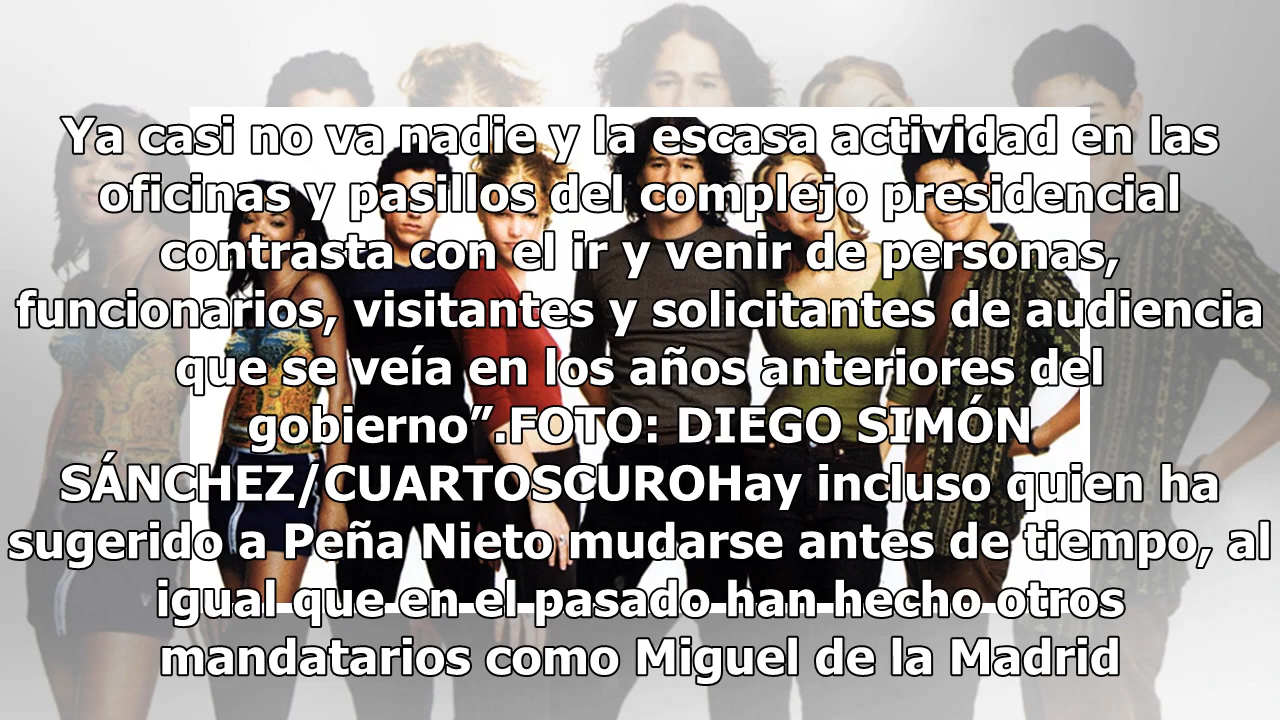 Ya casi no va nadie y la escasa actividad en las
oficinas y pasillos del complejo presidencial
contrasta con el ir y venir de personas,
funcionarios, visitantes y solicitantes de audiencia
que se veía en los años anteriores del
gobierno”.FOTO: DIEGO SIMÓN
SÁNCHEZ/CUARTOSCUROHay incluso quien ha
sugerido a Peña Nieto mudarse antes de tiempo, al
igual que en el pasado han hecho otros
mandatarios como Miguel de la Madrid